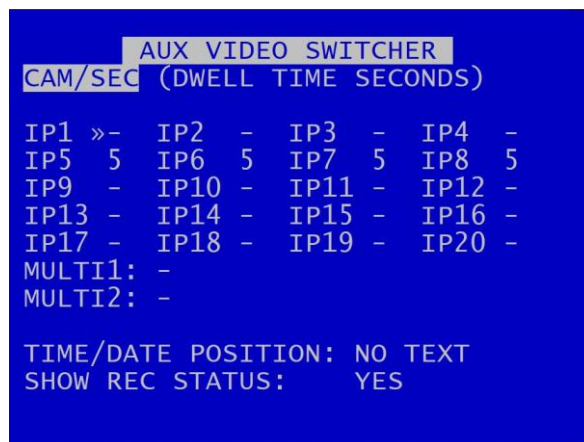 AUX VIDEO SWITCHER
CAM/SEC (DWELL TIME SECONDS)
IP1 »- IP2 - IP3 - IP4 -
IP5 5 IP6 5 IP7 5 IP8 5
IP9 - IP10 - IP11 - IP12 -
IP13 - IP14 - IP15 - IP16 -
IP17 - IP18 - IP19 - IP20 -
MULTI1: -
MULTI2: -
TIME/DATE POSITION: NO TEXT
SHOW REC STATUS: YES